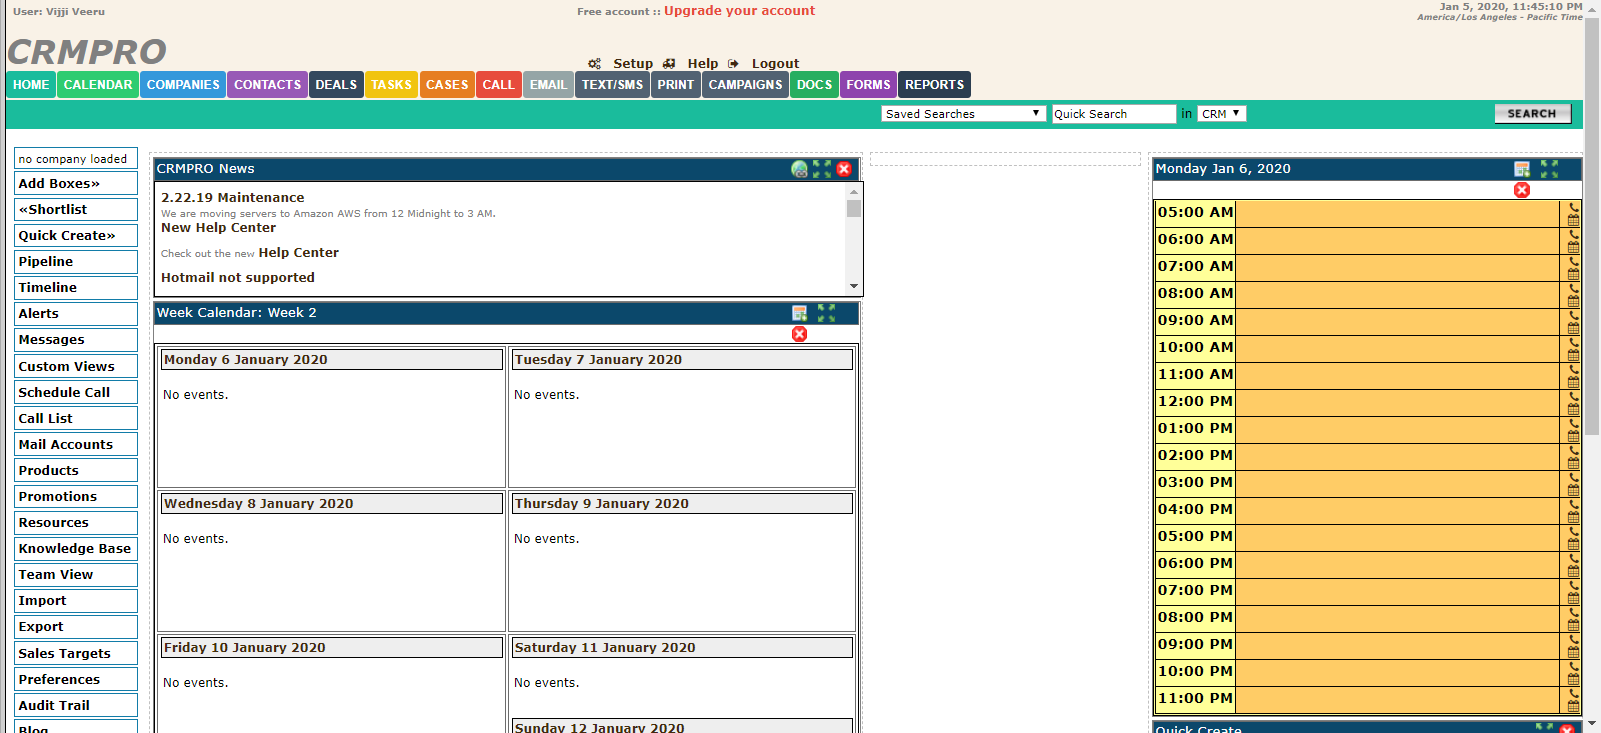 User: Vijji Veeru
Free account :: Upgrade your account
Jan 5, 2020, 11:45:10 PM
America/Los Angeles - Pacific Time
CRMPRO
Setup Help Logout
HOME CALENDAR COMPANIES CONTACTS DEALS TASKS CASES CALL EMAIL TEXT/SMS PRINT CAMPAIGNS DOCS FORMS REPORTS
Saved Searches Quick Search in CRM SEARCH
no company loaded
Add Boxes»
«Shortlist
Quick Create»
Pipeline
Timeline
Alerts
Messages
Custom Views
Schedule Call
Call List
Mail Accounts
Products
Promotions
Resources
Knowledge Base
Team View
Import
Export
Sales Targets
Preferences
Audit Trail
Blog
CRMPRO News
2.22.19 Maintenance
We are moving servers to Amazon AWS from 12 Midnight to 3 AM.
New Help Center
Check out the new Help Center
Hotmail not supported
Week Calendar: Week 2
Monday 6 January 2020
No events.
Tuesday 7 January 2020
No events.
Wednesday 8 January 2020
No events.
Thursday 9 January 2020
No events.
Friday 10 January 2020
No events.
Saturday 11 January 2020
No events.
Sunday 12 January 2020
Monday Jan 6, 2020
05:00 AM
06:00 AM
07:00 AM
08:00 AM
09:00 AM
10:00 AM
11:00 AM
12:00 PM
01:00 PM
02:00 PM
03:00 PM
04:00 PM
05:00 PM
06:00 PM
07:00 PM
08:00 PM
09:00 PM
10:00 PM
11:00 PM
Quick Create